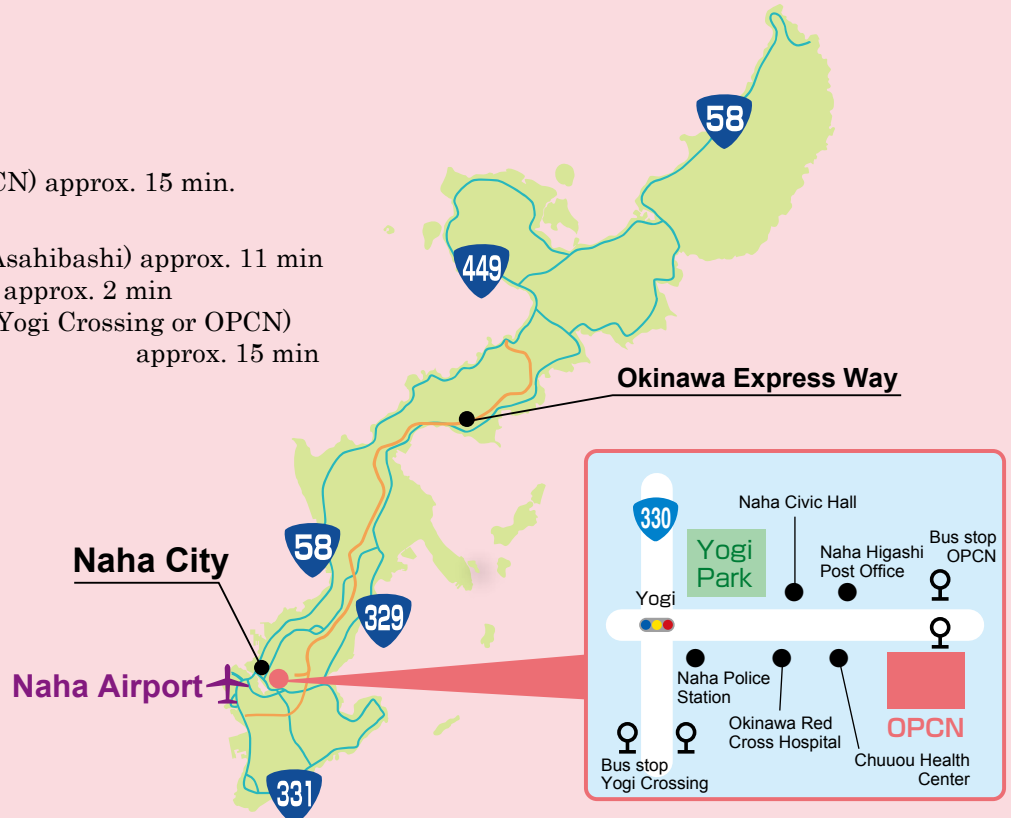 58
CN) approx. 15 min.
Asahibashi) approx. 11 min
approx. 2 min
Yogi Crossing or OPCN)
approx. 15 min
449
Okinawa Express Way
58
Naha City
329
Naha Airport
331
330
Naha Civic Hall
Yogi
Park
Naha Higashi
Post Office
Bus stop
OPCN
Yogi
Naha Police
Station
Okinawa Red
Cross Hospital
OPCN
Chuuou Health
Center
Bus stop
Yogi Crossing